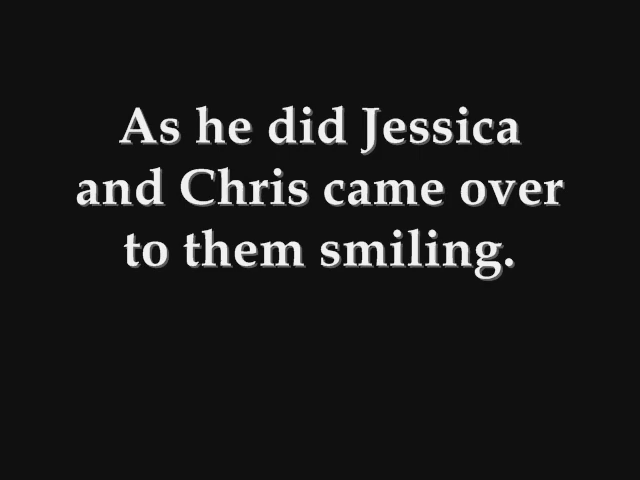 As he did Jessica
and Chris came over
to them smiling.